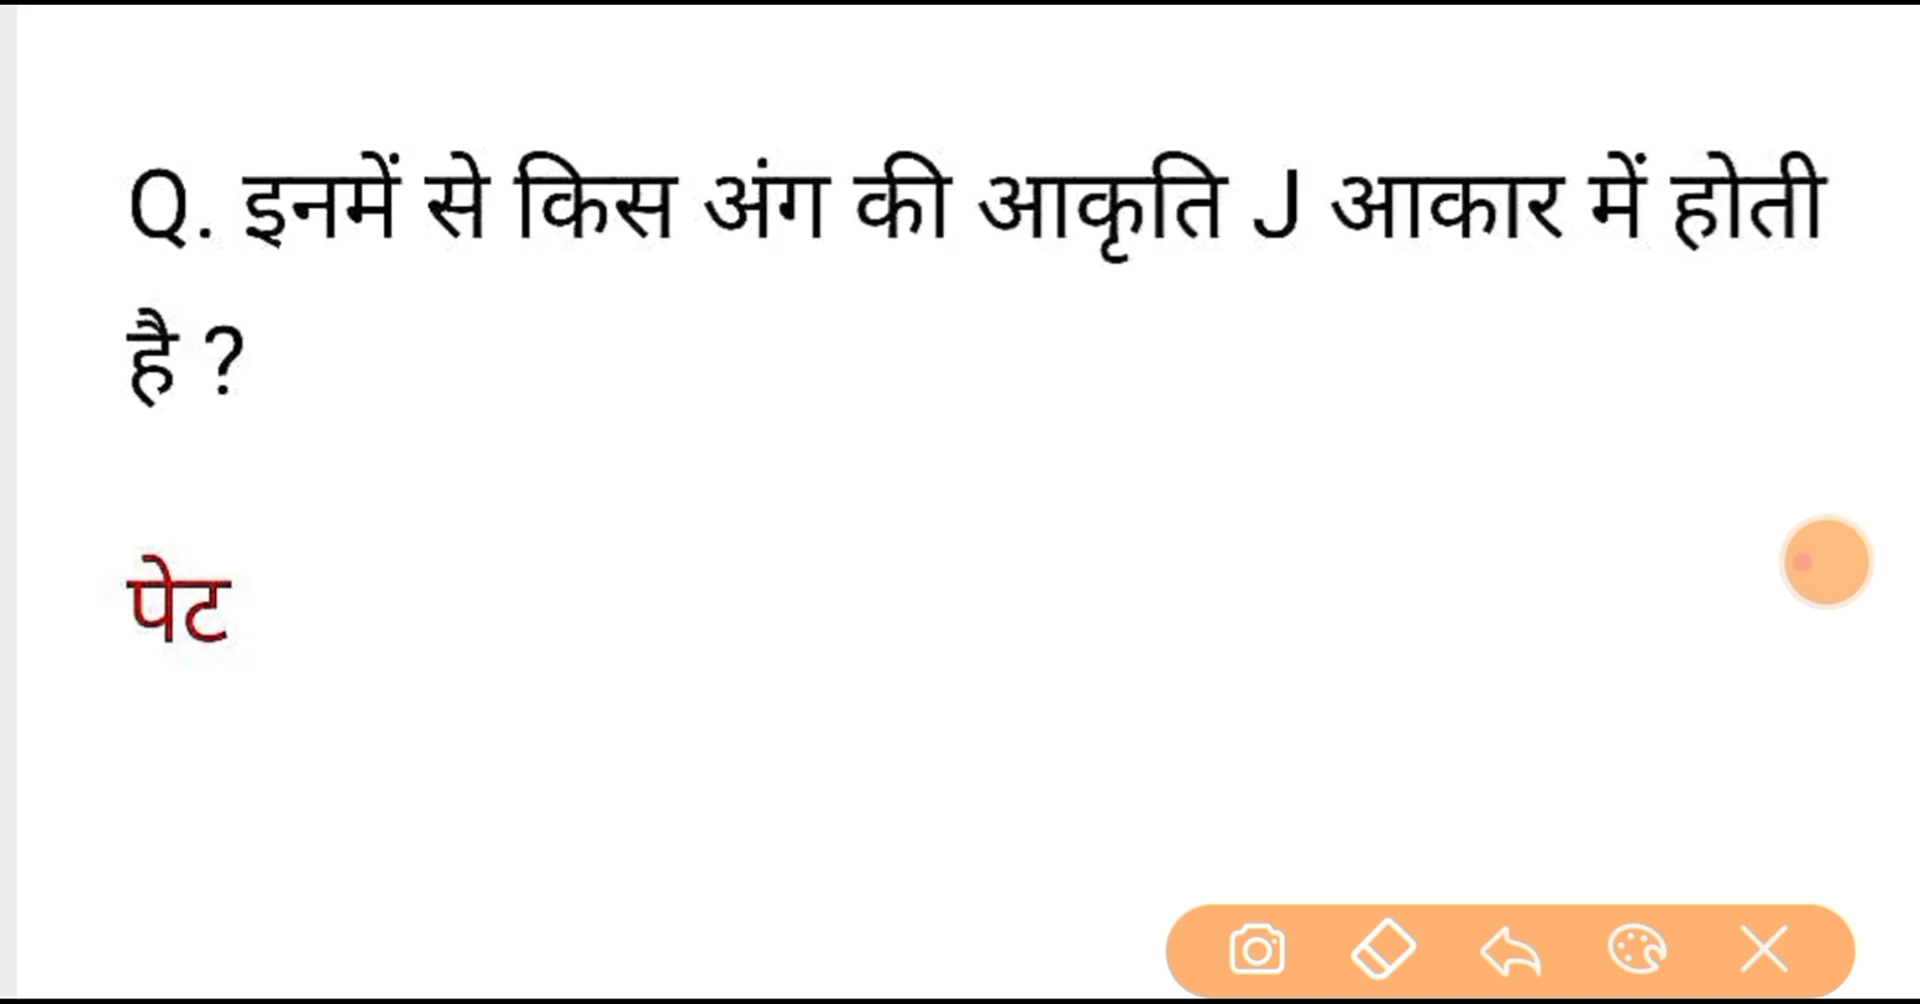 Q. इनमें से किस अंग की आकृति J आकार में होती
है ?
पेट